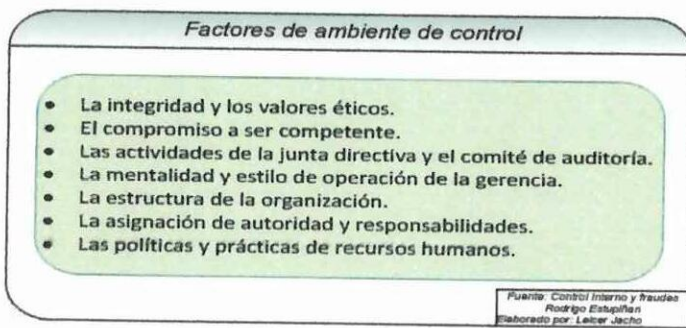 Factores de ambiente de control
• La integridad y los valores éticos.
• El compromiso a ser competente.
• Las actividades de la junta directiva y el comité de auditoría.
• La mentalidad y estilo de operación de la gerencia.
• La estructura de la organización.
• La asignación de autoridad y responsabilidades.
• Las políticas y prácticas de recursos humanos.
Fuente: Control Interno y fraudes
Rodrigo Estupiñan
Elaborado por: Leicer Jacho